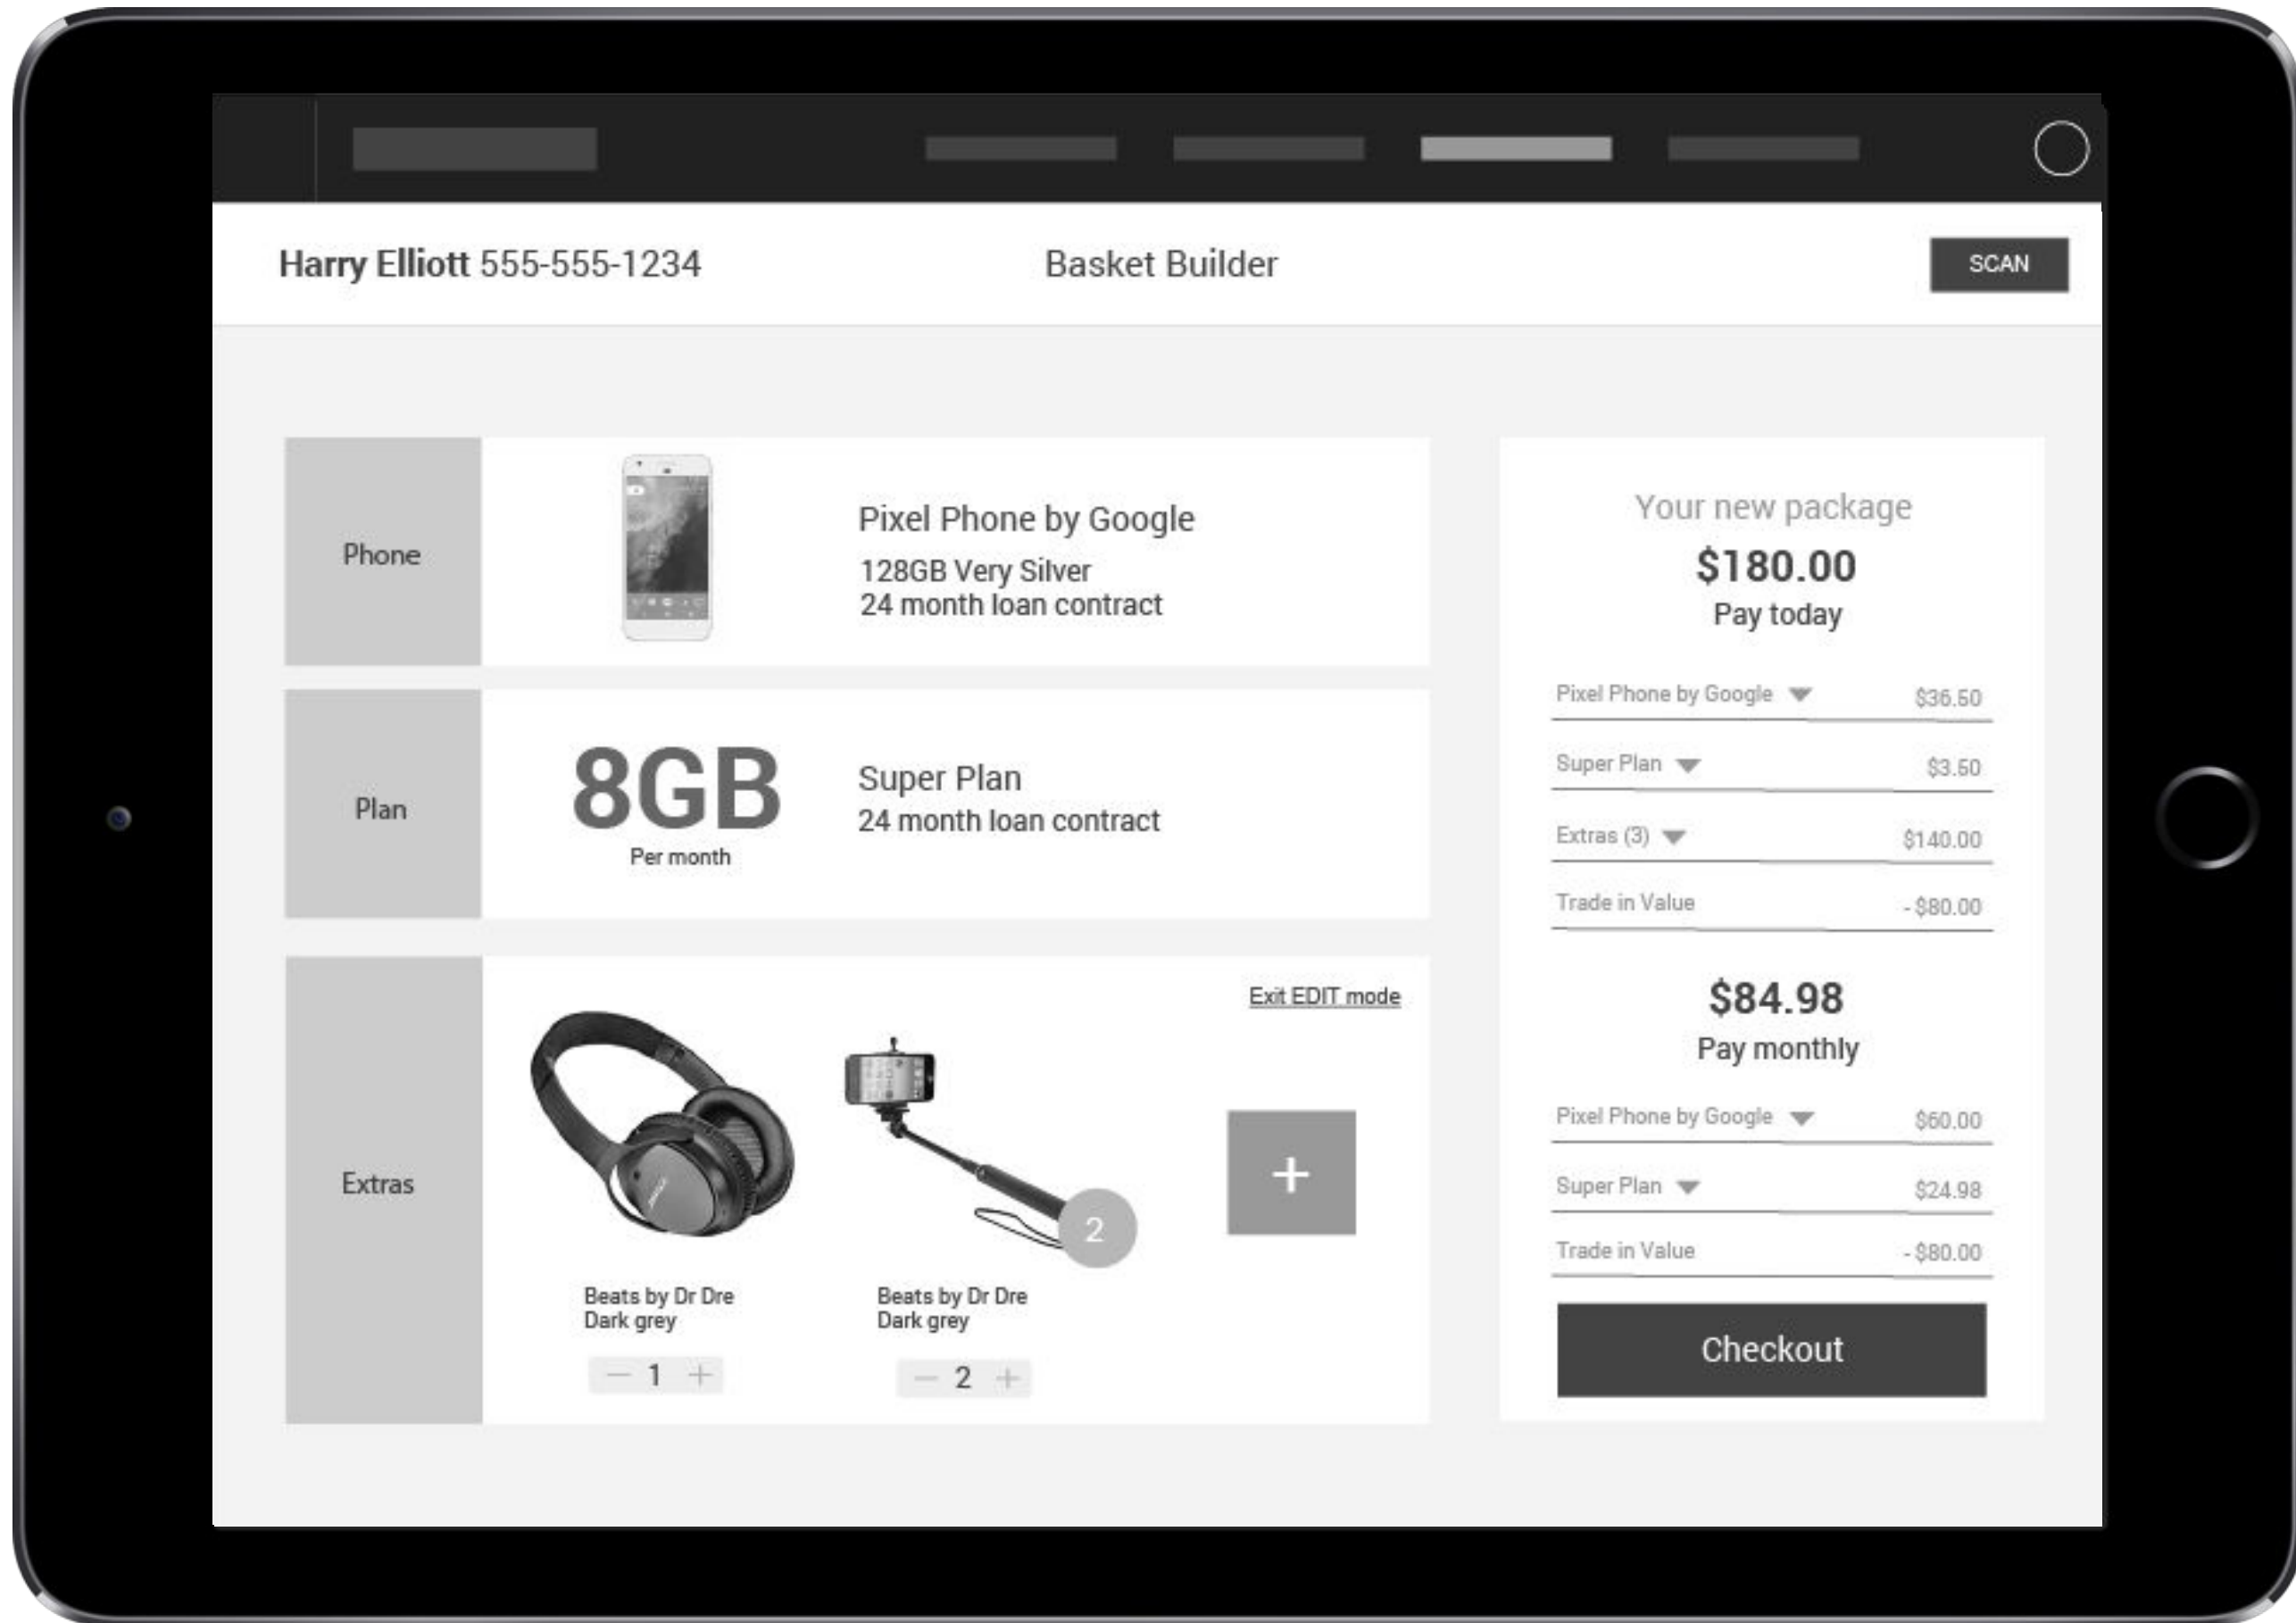 Harry Elliott 555-555-1234
Basket Builder
SCAN
Phone
Pixel Phone by Google
128GB Very Silver
24 month loan contract
Plan
8GB
Per month
Super Plan
24 month loan contract
Extras
Exit EDIT mode
2
+
Beats by Dr Dre
Dark grey
— 1 +
Beats by Dr Dre
Dark grey
— 2 +
Your new package
$180.00
Pay today
Pixel Phone by Google $36.50
Super Plan $3.50
Extras (3) $140.00
Trade in Value - $80.00
$84.98
Pay monthly
Pixel Phone by Google $60.00
Super Plan $24.98
Trade in Value - $80.00
Checkout